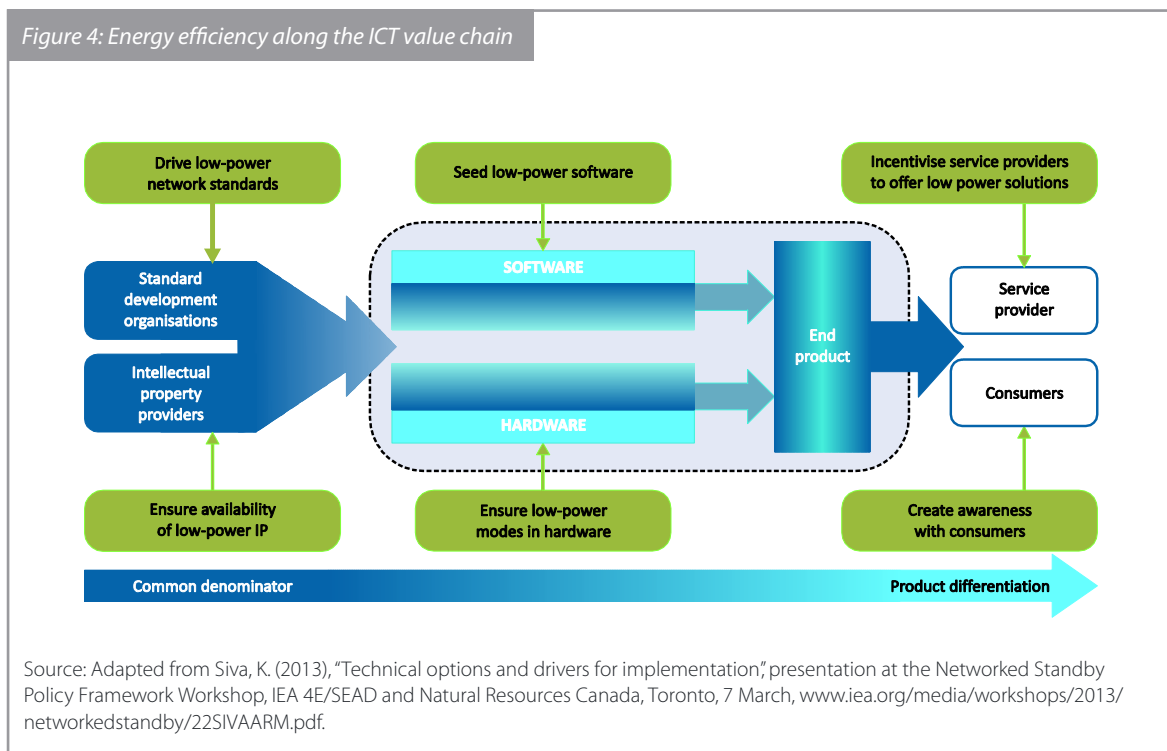 Figure 4: Energy efficiency along the ICT value chain
Drive low-power
network standards
Seed low-power software
Incentivise service providers
to offer low power solutions
Standard
development
organisations
Intellectual
property
providers
SOFTWARE
HARDWARE
End
product
Service
provider
Consumers
Ensure availability
of low-power IP
Ensure low-power
modes in hardware
Create awareness
with consumers
Common denominator
Product differentiation
Source: Adapted from Siva, K. (2013), “Technical options and drivers for implementation”, presentation at the Networked Standby
Policy Framework Workshop, IEA 4E/SEAD and Natural Resources Canada, Toronto, 7 March, www.iea.org/media/workshops/2013/
networkedstandby/22SIVAARM.pdf.